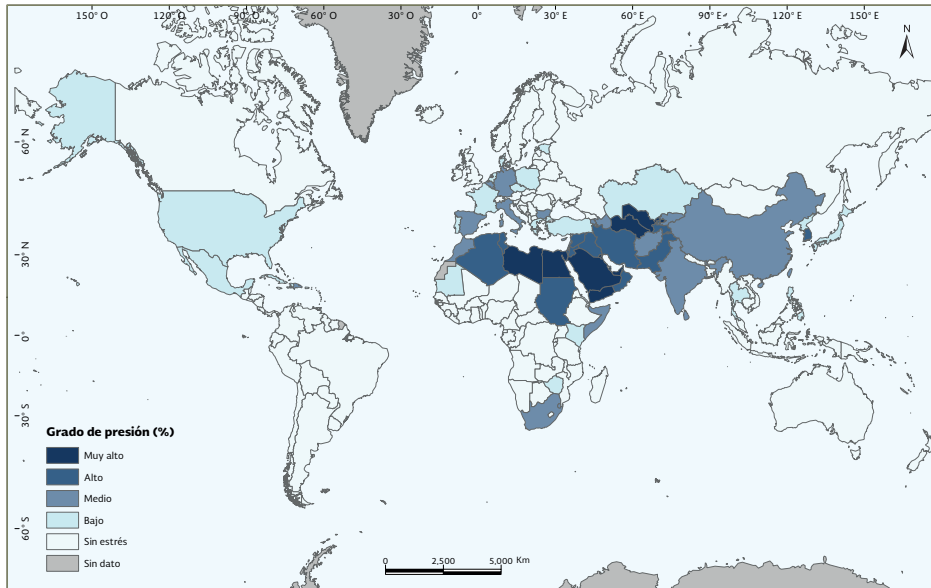 150°O 120°O 90°O 60°O 30°O 0° 30°E 60°E 90°E 120°E 150°E
N
60°N
30°N
0°
30°S
60°S
Grado de presión (%)
Muy alto
Alto
Medio
Bajo
Sin estrés
Sin dato
0 2,500 5,000 Km